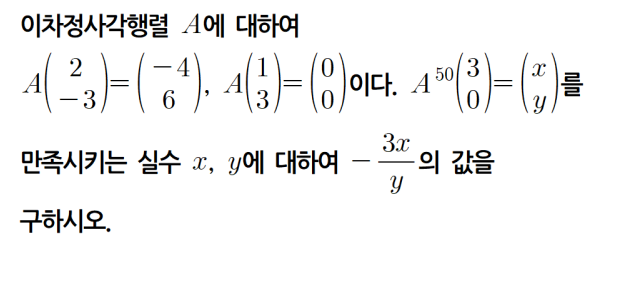 이차정사각행렬 A에 대하여
A(2 -3)=(-4 6), A(1 3)=(0 0)이다. A^50(3 0)=(x y)를
만족시키는 실수 x, y에 대하여 -3x/y의 값을
구하시오.